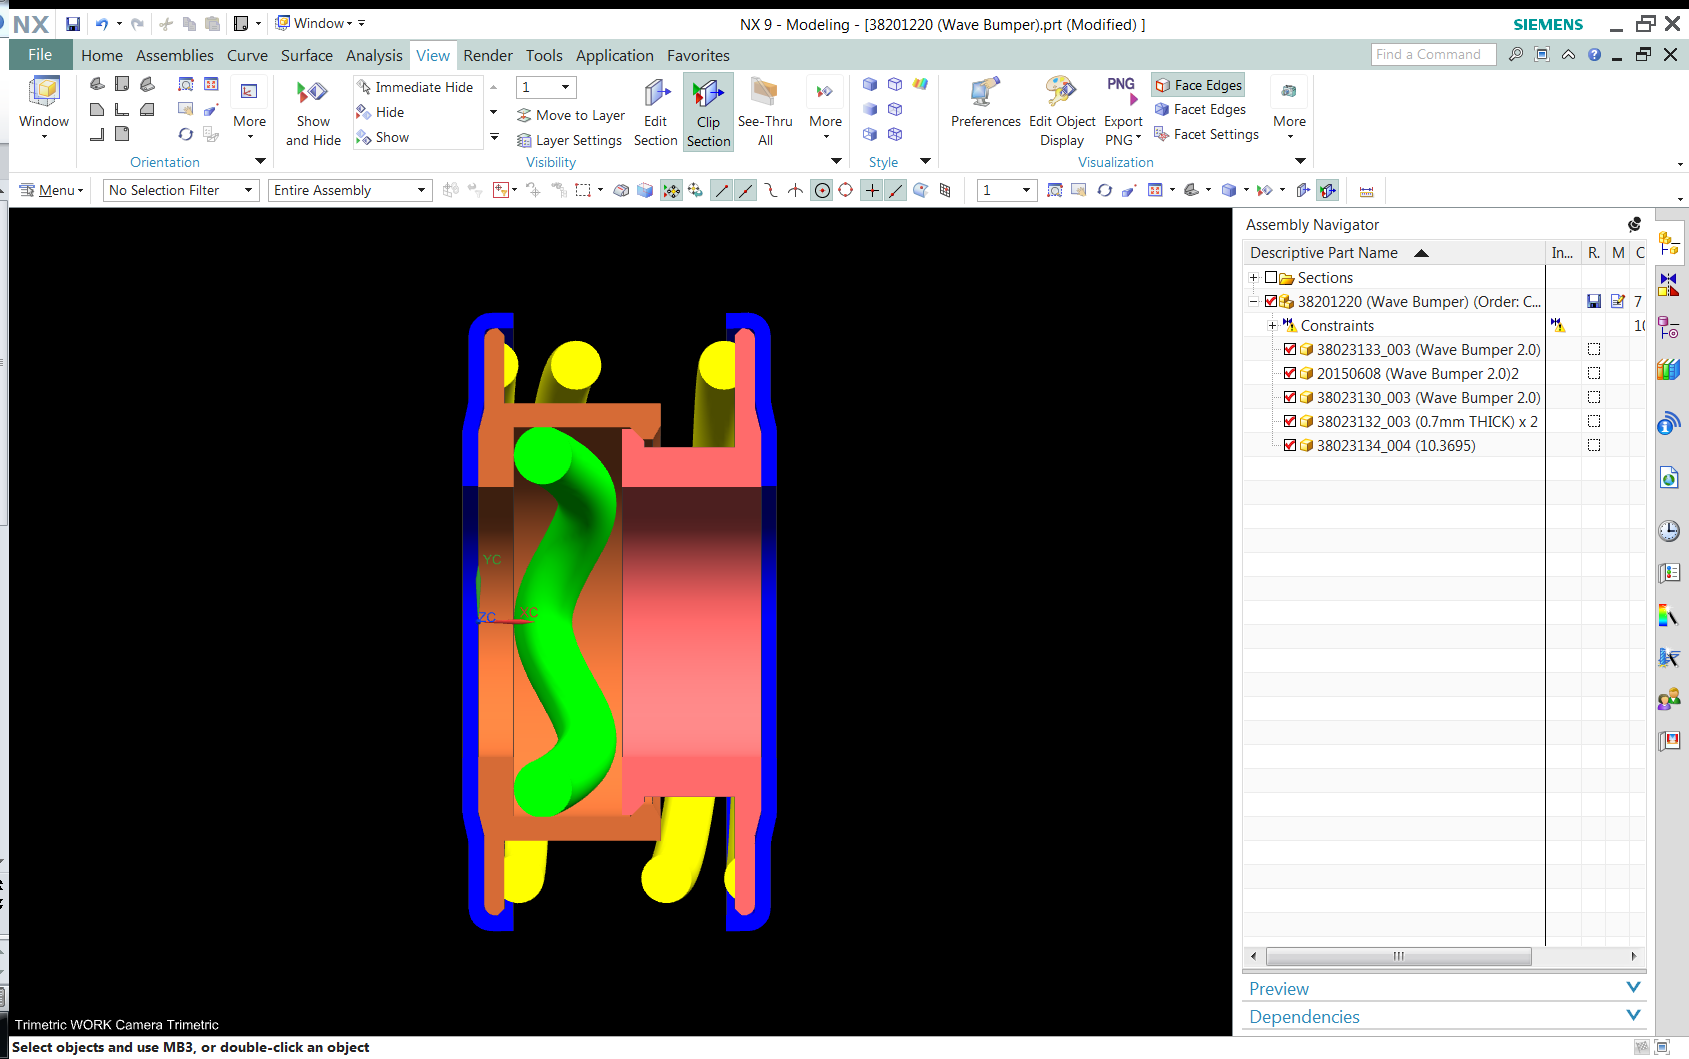 NX
Window
NX 9 - Modeling - [38201220 (Wave Bumper).prt (Modified) ]
SIEMENS
File
Home
Assemblies
Curve
Surface
Analysis
View
Render
Tools
Application
Favorites
Find a Command
Window
More
Orientation
Show
and Hide
Immediate Hide
Hide
Show
1
Move to Layer
Layer Settings
Visibility
Edit
Section
Clip
Section
See-Thru
All
More
Style
Preferences
Edit Object
Display
PNG
Export
PNG
Face Edges
Facet Edges
Facet Settings
Visualization
More
Menu
No Selection Filter
Entire Assembly
1
Assembly Navigator
Descriptive Part Name
In...
R.
M
C
Sections
38201220 (Wave Bumper) (Order: C...
7
Constraints
10
38023133_003 (Wave Bumper 2.0)
20150608 (Wave Bumper 2.0)2
38023130_003 (Wave Bumper 2.0)
38023132_003 (0.7mm THICK) x 2
38023134_004 (10.3695)
YC
ZC
XC
Preview
Dependencies
Trimetric WORK Camera Trimetric
Select objects and use MB3, or double-click an object